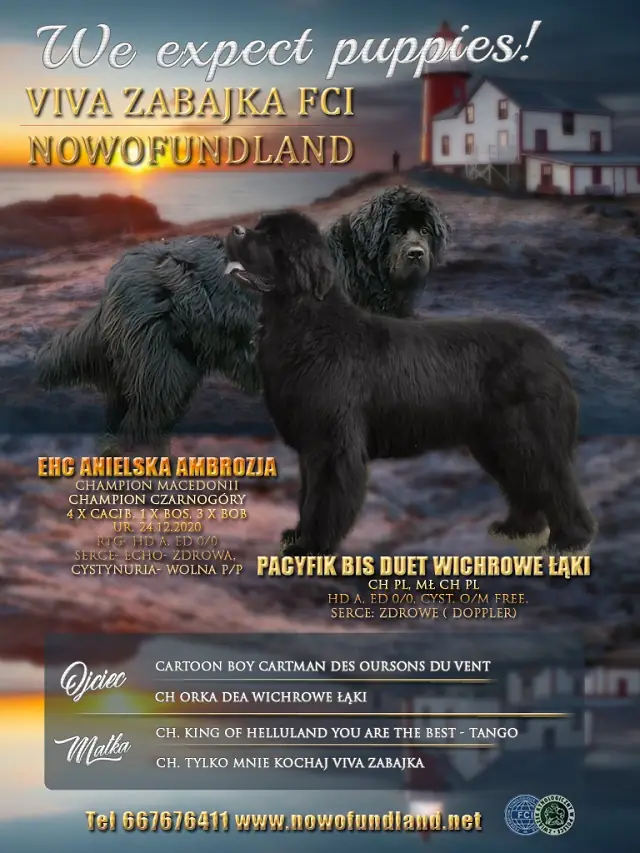 We expect puppies!
VIVA ZABAJKA FCI
NOWOFUNDLAND
EHC ANIELSKA AMBROZJA
CHAMPION MACEDONII
CHAMPION CZARNOGÓRY
4 X CACIB, 1 X BOS, 3 X BOB
UR. 24.12.2020
RTG- HD A, ED 0/0
SERCE: ECHO- ZDROWA,
CYSTYNURIA- WOLNA P/P
PACYFIK BIS DUET WICHROWE ŁĄKI
CH PL, MŁ CH PL
HD A, ED 0/0, CYST. O/M FREE,
SERCE: ZDROWE ( DOPPLER)
Ojciec
CARTOON BOY CARTMAN DES OURSONS DU VENT
CH ORKA DEA WICHROWE ŁĄKI
Matka
CH. KING OF HELLULAND YOU ARE THE BEST - TANGO
CH. TYLKO MNIE KOCHAJ VIVA ZABAJKA
Tel 667676411 www.nowofundland.net
FCI